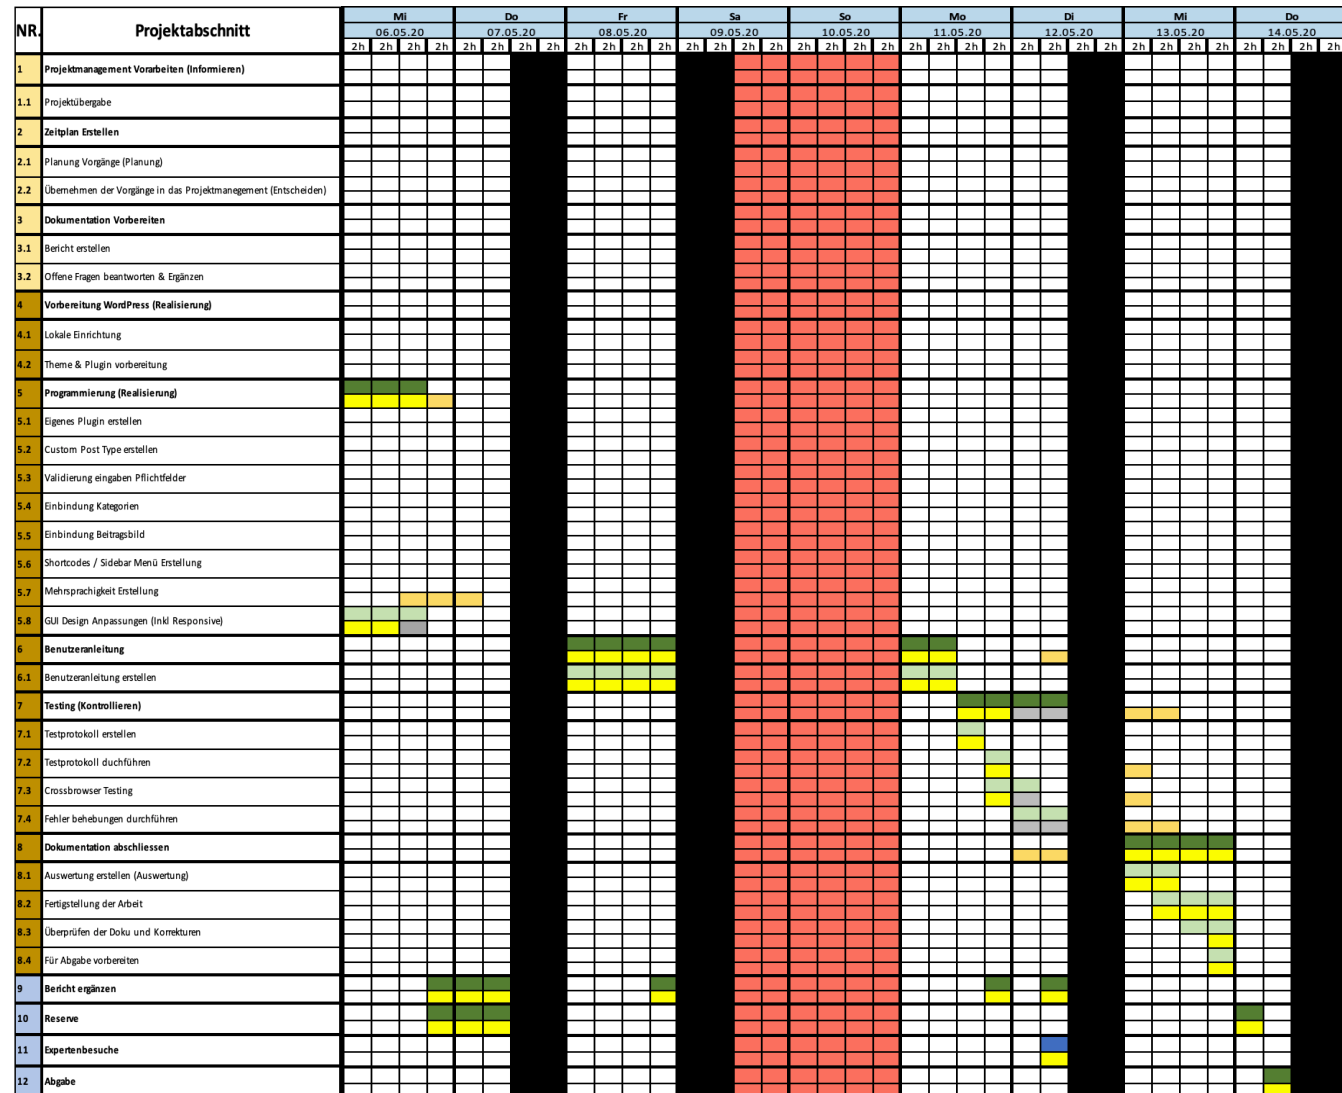 NR. Projektabschnitt
Mi Do Fr Sa So Mo Di Mi Do
06.05.20 07.05.20 08.05.20 09.05.20 10.05.20 11.05.20 12.05.20 13.05.20 14.05.20
2h 2h 2h 2h 2h 2h 2h 2h 2h 2h 2h 2h 2h 2h 2h 2h 2h 2h 2h 2h 2h 2h 2h 2h 2h 2h 2h 2h 2h 2h 2h 2h 2h 2h 2h 2h
1 Projektmanagement Vorarbeiten (Informieren)
1.1 Projektübergabe
2 Zeitplan Erstellen
2.1 Planung Vorgänge (Planung)
2.2 Übernehmen der Vorgänge in das Projektmanegement (Entscheiden)
3 Dokumentation Vorbereiten
3.1 Bericht erstellen
3.2 Offene Fragen beantworten & Ergänzen
4 Vorbereitung WordPress (Realisierung)
4.1 Lokale Einrichtung
4.2 Theme & Plugin vorbereitung
5 Programmierung (Realisierung)
5.1 Eigenes Plugin erstellen
5.2 Custom Post Type erstellen
5.3 Validierung eingaben Pflichtfelder
5.4 Einbindung Kategorien
5.5 Einbindung Beitragsbild
5.6 Shortcodes / Sidebar Menü Erstellung
5.7 Mehrsprachigkeit Erstellung
5.8 GUI Design Anpassungen (Inkl Responsive)
6 Benutzeranleitung
6.1 Benutzeranleitung erstellen
7 Testing (Kontrollieren)
7.1 Testprotokoll erstellen
7.2 Testprotokoll duchführen
7.3 Crossbrowser Testing
7.4 Fehler behebungen durchführen
8 Dokumentation abschliessen
8.1 Auswertung erstellen (Auswertung)
8.2 Fertigstellung der Arbeit
8.3 Überprüfen der Doku und Korrekturen
8.4 Für Abgabe vorbereiten
9 Bericht ergänzen
10 Reserve
11 Expertenbesuche
12 Abgabe